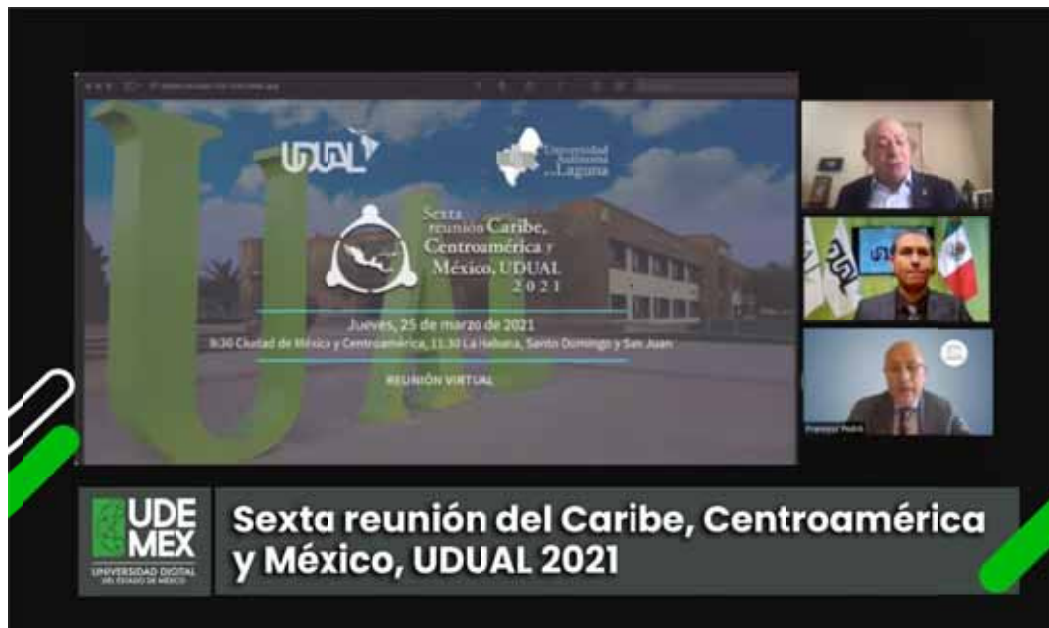 UDUAL
Universidad
Autónoma
de La Laguna
Sexta
reunión Caribe,
Centroamérica y
México, UDUAL
2021
Jueves, 25 de marzo de 2021
9:30 Ciudad de México y Centroamérica, 11:30 La Habana, Santo Domingo y San Juan
REUNIÓN VIRTUAL
Francesc Pedró
UDE
MEX
UNIVERSIDAD DIGITAL
DEL ESTADO DE MÉXICO
Sexta reunión del Caribe, Centroamérica
y México, UDUAL 2021